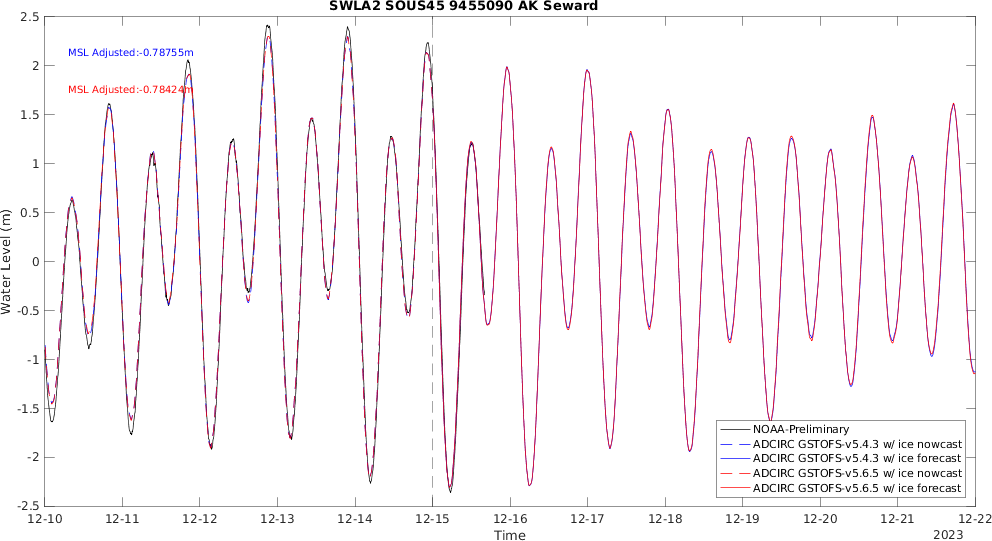 SWLA2 SOUS45 9455090 AK Seward
MSL Adjusted:-0.78755m
MSL Adjusted:-0.78424m
Water Level (m)
2.5
2
1.5
1
0.5
0
-0.5
-1
-1.5
-2
-2.5
NOAA-Preliminary
ADCIRC GSTOFS-v5.4.3 w/ ice nowcast
ADCIRC GSTOFS-v5.4.3 w/ ice forecast
ADCIRC GSTOFS-v5.6.5 w/ ice nowcast
ADCIRC GSTOFS-v5.6.5 w/ ice forecast
12-10 12-11 12-12 12-13 12-14 12-15 12-16 12-17 12-18 12-19 12-20 12-21 12-22
Time
2023